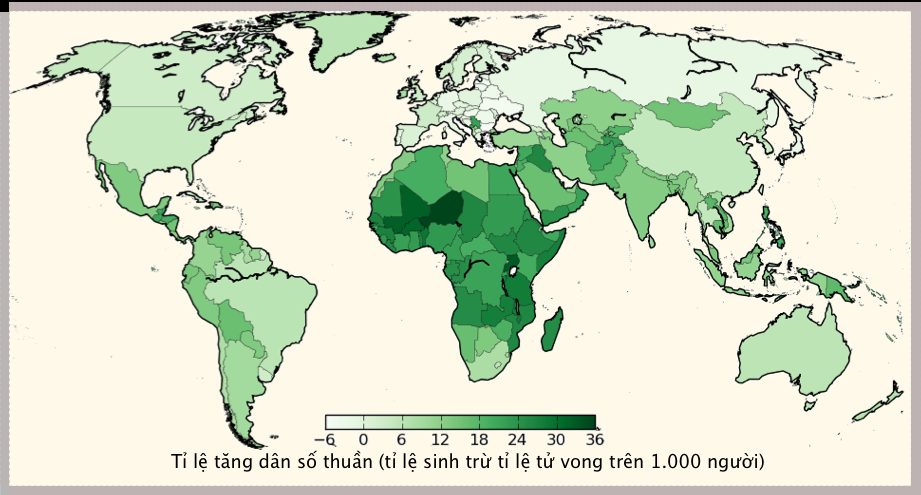 −6 0 6 12 18 24 30 36
Tỉ lệ tăng dân số thuần (tỉ lệ sinh trừ tỉ lệ tử vong trên 1.000 người)